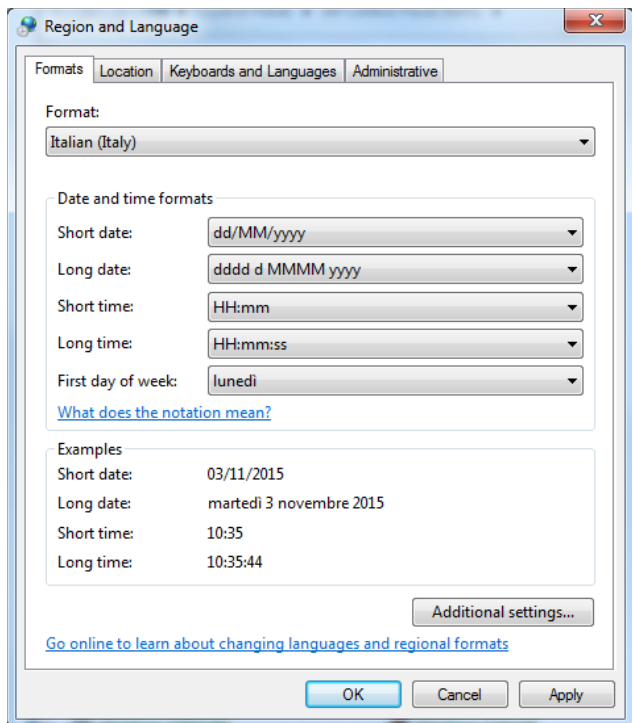 Region and Language
Formats Location Keyboards and Languages Administrative
Format:
Italian (Italy)
Date and time formats
Short date: dd/MM/yyyy
Long date: dddd d MMMM yyyy
Short time: HH:mm
Long time: HH:mm:ss
First day of week: lunedì
What does the notation mean?
Examples
Short date: 03/11/2015
Long date: martedì 3 novembre 2015
Short time: 10:35
Long time: 10:35:44
Additional settings...
Go online to learn about changing languages and regional formats
OK Cancel Apply